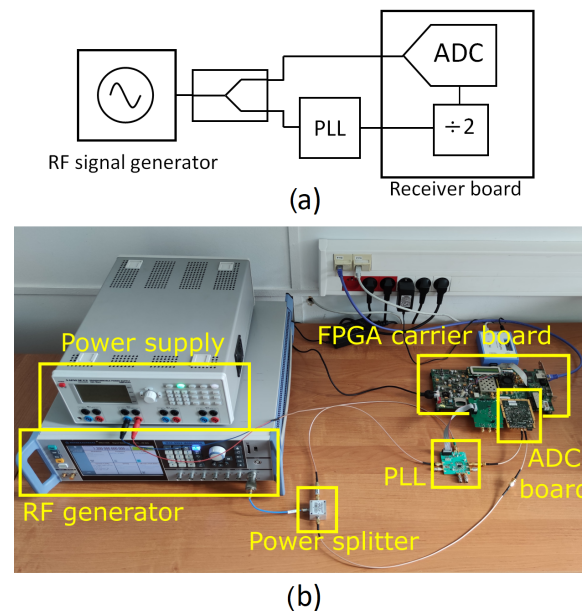 ADC
PLL
÷2
RF signal generator
Receiver board
(a)
Power supply
FPGA carrier board
RF generator
PLL
ADC
board
Power splitter
(b)